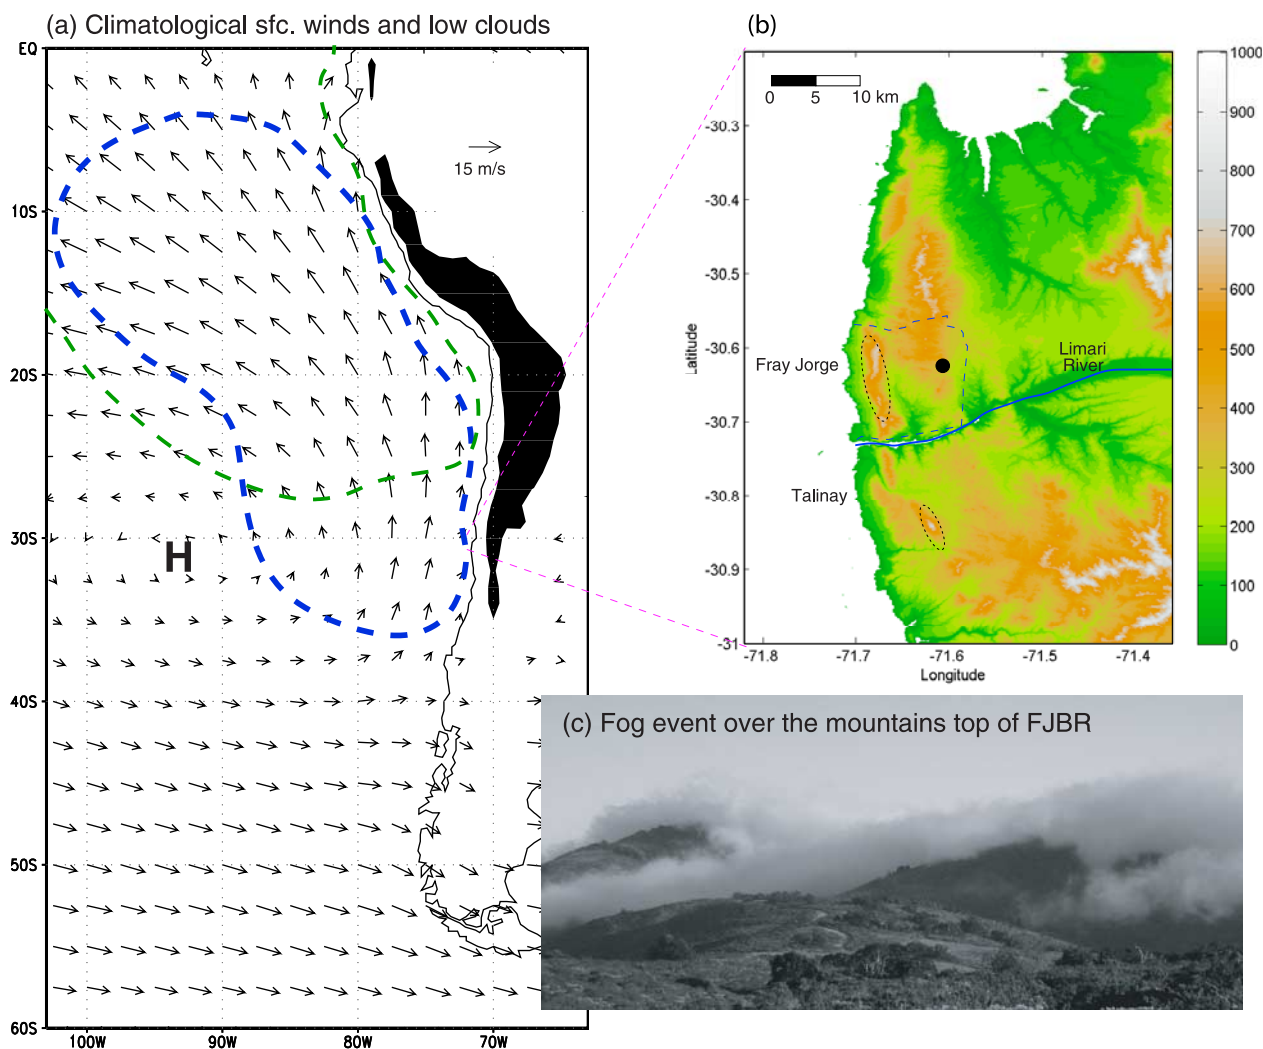 (a) Climatological sfc. winds and low clouds
EQ
10S
20S
30S
40S
50S
60S
100W
90W
80W
70W
15 m/s
H
(b)
0 5 10 km
-30.3
-30.4
-30.5
-30.6
-30.7
-30.8
-30.9
-31
Latitude
-71.8
-71.7
-71.6
-71.5
-71.4
Longitude
Fray Jorge
Talinay
Limari
River
1000
900
800
700
600
500
400
300
200
100
0
(c) Fog event over the mountains top of FJBR